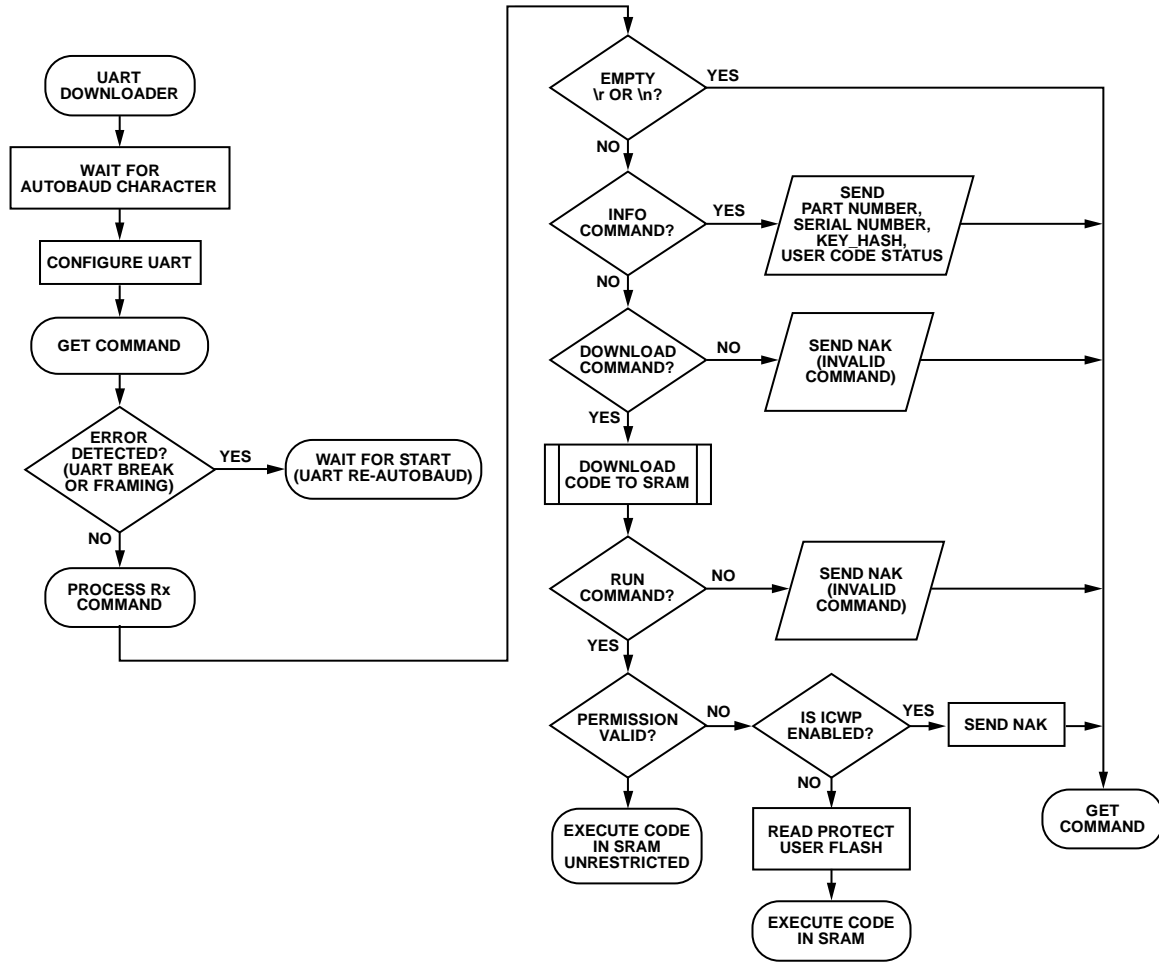 UART
DOWNLOADER
WAIT FOR
AUTOBAUD CHARACTER
CONFIGURE UART
GET COMMAND
ERROR
DETECTED?
(UART BREAK
OR FRAMING)
YES
WAIT FOR START
(UART RE-AUTOBAUD)
NO
PROCESS Rx
COMMAND
EMPTY
\r OR \n?
YES
NO
INFO
COMMAND?
YES
SEND
PART NUMBER,
SERIAL NUMBER,
KEY_HASH,
USER CODE STATUS
NO
DOWNLOAD
COMMAND?
NO
SEND NAK
(INVALID
COMMAND)
YES
DOWNLOAD
CODE TO SRAM
RUN
COMMAND?
NO
SEND NAK
(INVALID
COMMAND)
YES
PERMISSION
VALID?
NO
IS ICWP
ENABLED?
YES
SEND NAK
NO
GET
COMMAND
EXECUTE CODE
IN SRAM
UNRESTRICTED
READ PROTECT
USER FLASH
EXECUTE CODE
IN SRAM